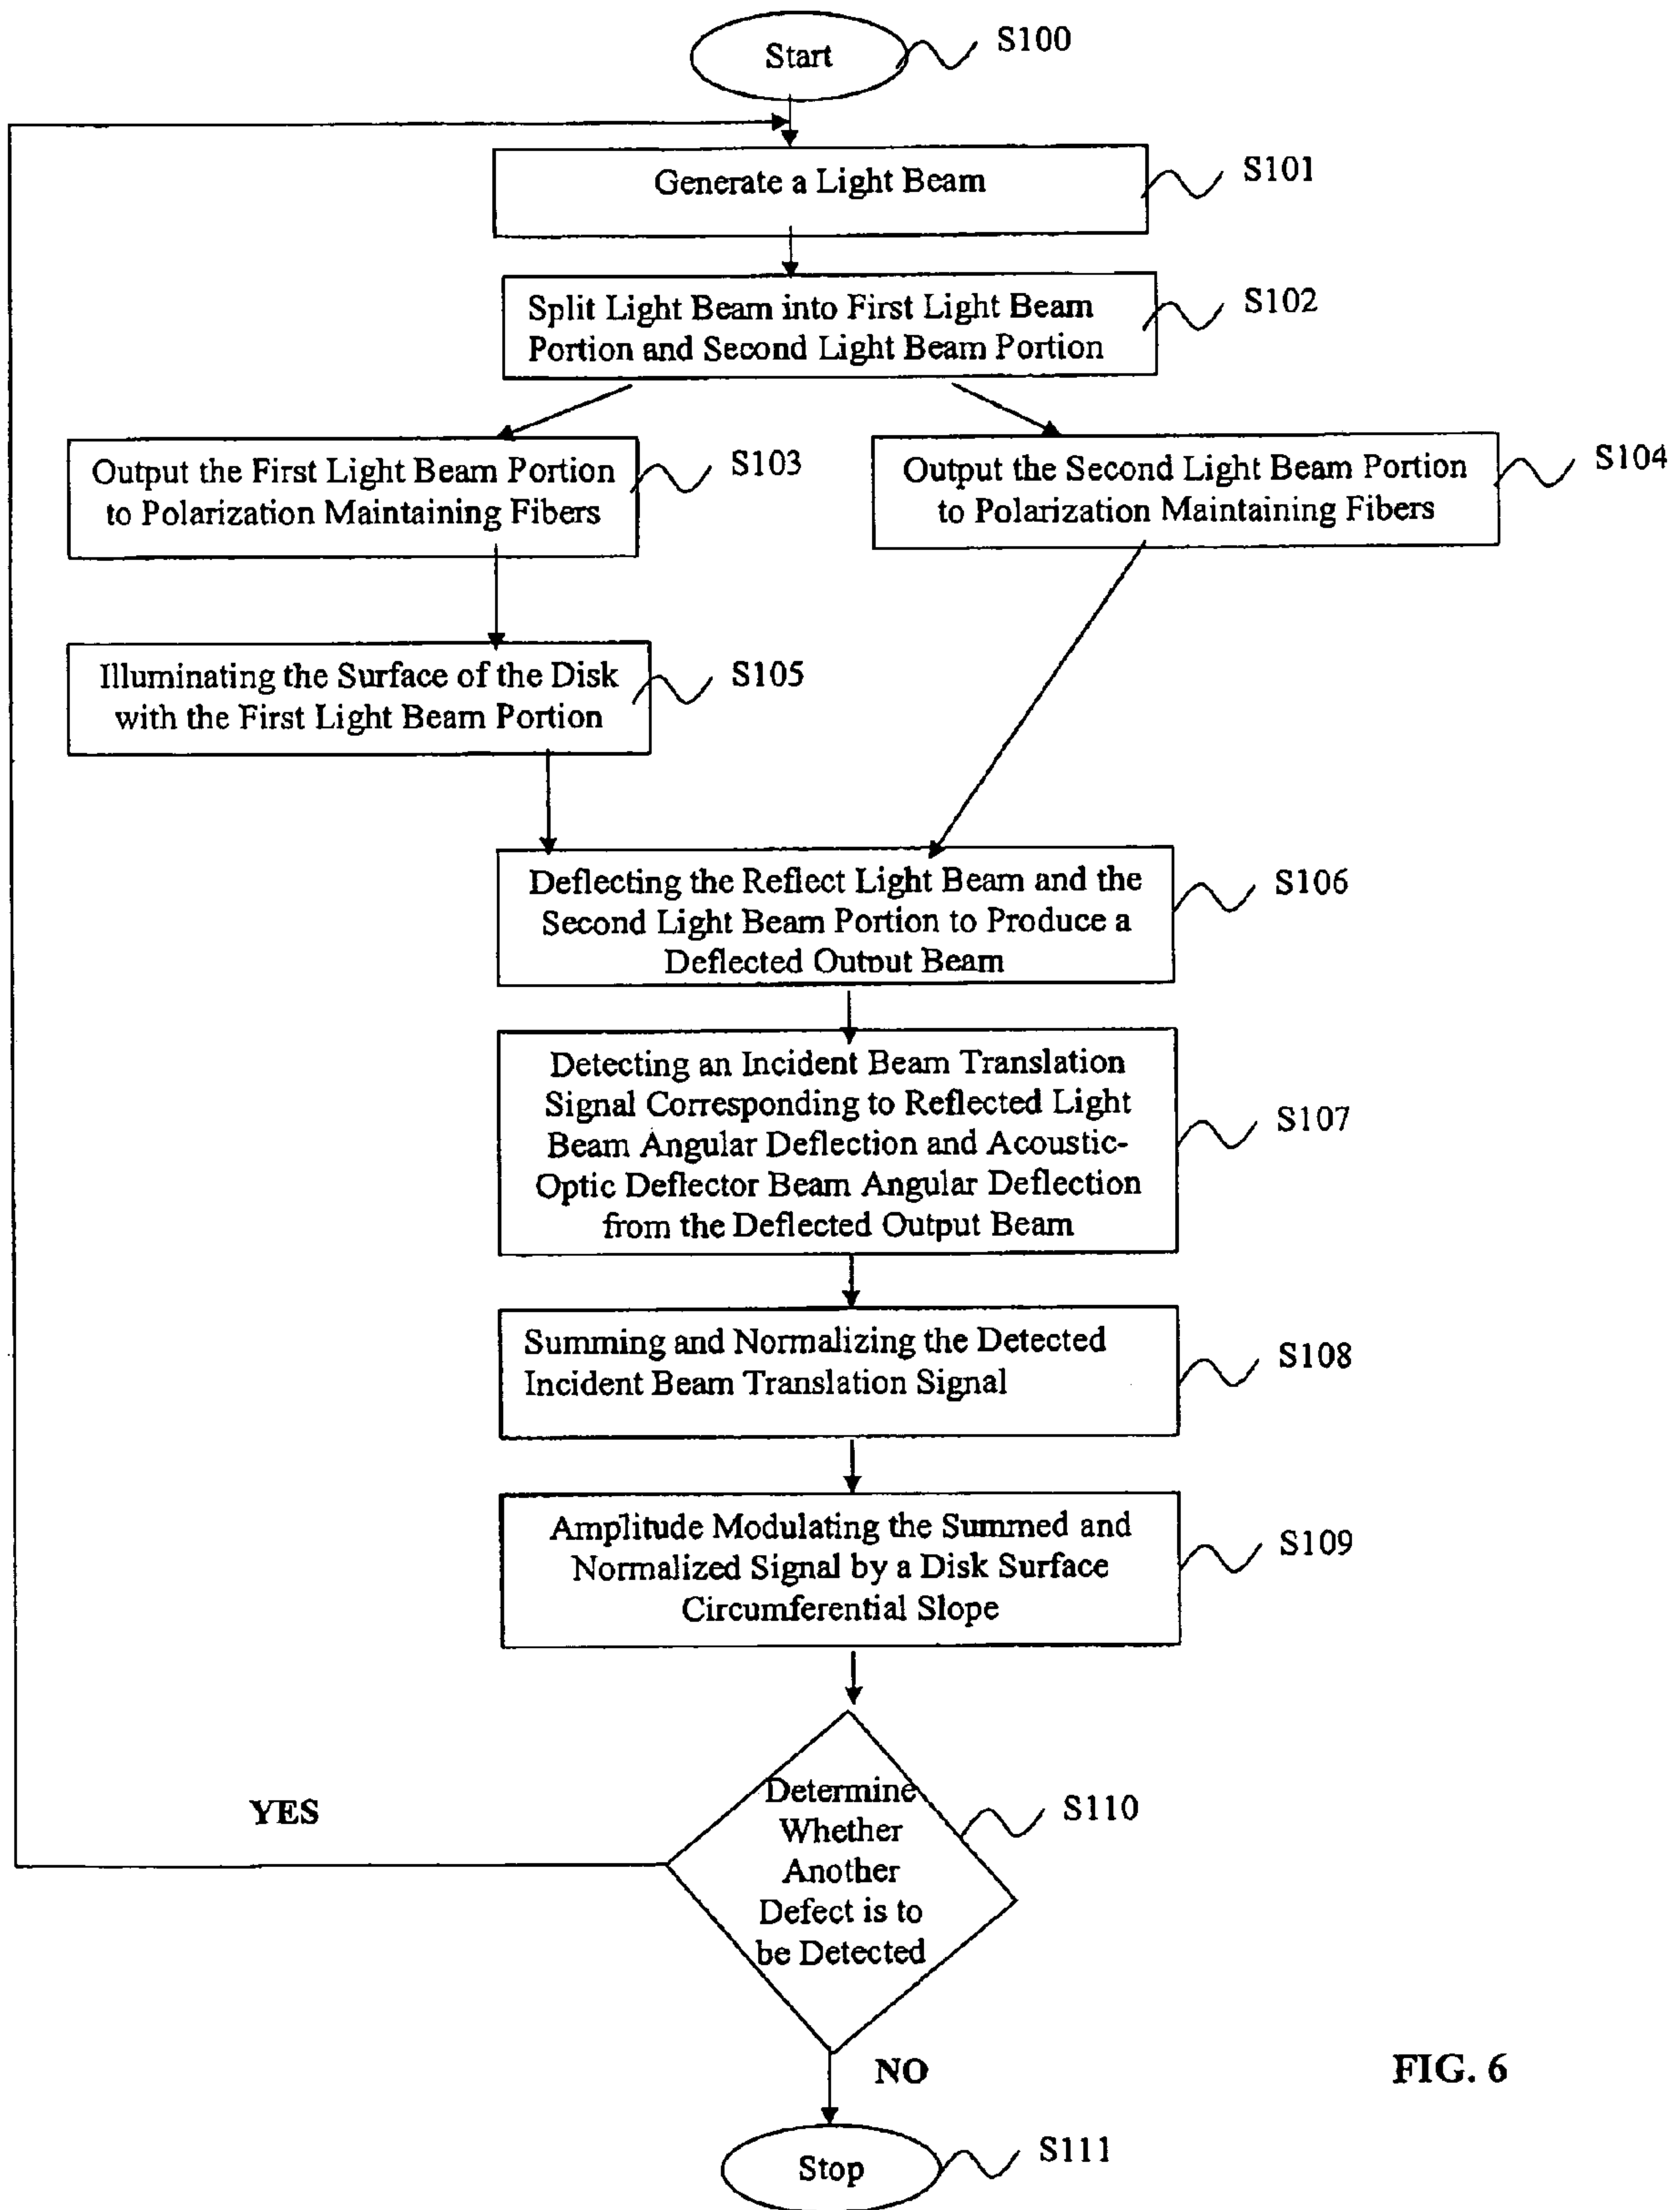 Start
S100
Generate a Light Beam
S101
Split Light Beam into First Light Beam
Portion and Second Light Beam Portion
S102
Output the First Light Beam Portion
to Polarization Maintaining Fibers
S103
Output the Second Light Beam Portion
to Polarization Maintaining Fibers
S104
Illuminating the Surface of the Disk
with the First Light Beam Portion
S105
Deflecting the Reflect Light Beam and the
Second Light Beam Portion to Produce a
Deflected Output Beam
S106
Detecting an Incident Beam Translation
Signal Corresponding to Reflected Light
Beam Angular Deflection and Acoustic-
Optic Deflector Beam Angular Deflection
from the Deflected Output Beam
S107
Summing and Normalizing the Detected
Incident Beam Translation Signal
S108
Amplitude Modulating the Summed and
Normalized Signal by a Disk Surface
Circumferential Slope
S109
Determine
Whether
Another
Defect is to
be Detected
S110
YES
NO
FIG. 6
Stop
S111